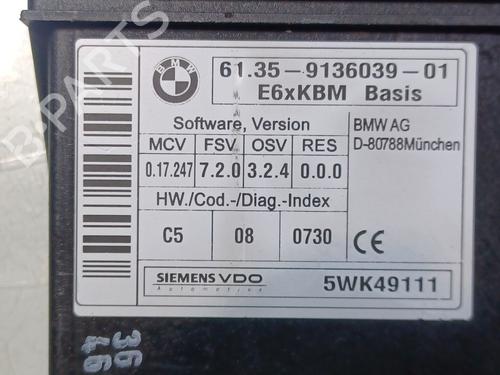 BMW
61.35-9136039-01
E6xKBM Basis
Software, Version
MCV FSV OSV RES
0.17.247 7.2.0 3.2.4 0.0.0
HW./Cod.-/Diag.-Index
C5 08 0730
BMW AG
D-80788München
CE
SIEMENS VDO
Automotive
5WK49111
36
46
B-PARTS